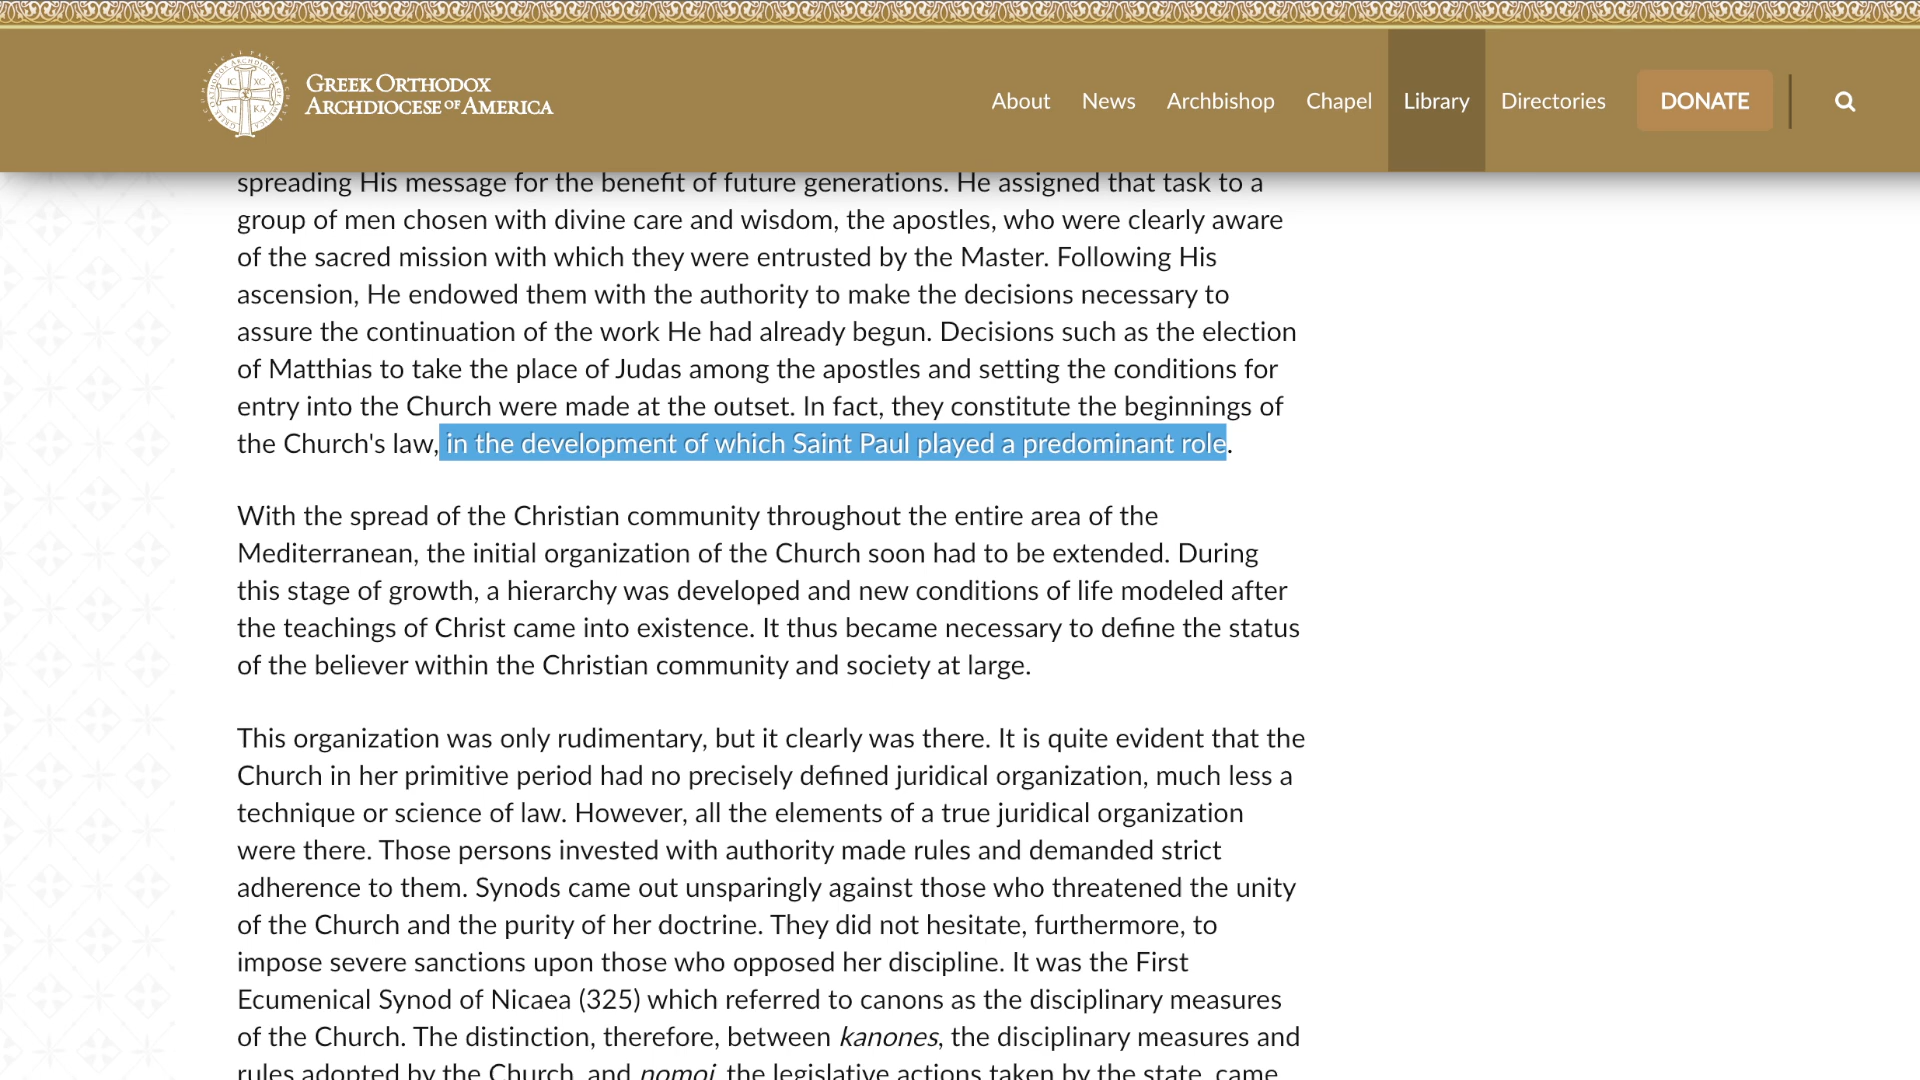 GREEK ORTHODOX
ARCHDIOCESE OF AMERICA
IC XC
NI KA
About News Archbishop Chapel Library Directories DONATE
spreading His message for the benefit of future generations. He assigned that task to a
group of men chosen with divine care and wisdom, the apostles, who were clearly aware
of the sacred mission with which they were entrusted by the Master. Following His
ascension, He endowed them with the authority to make the decisions necessary to
assure the continuation of the work He had already begun. Decisions such as the election
of Matthias to take the place of Judas among the apostles and setting the conditions for
entry into the Church were made at the outset. In fact, they constitute the beginnings of
the Church's law, in the development of which Saint Paul played a predominant role.
With the spread of the Christian community throughout the entire area of the
Mediterranean, the initial organization of the Church soon had to be extended. During
this stage of growth, a hierarchy was developed and new conditions of life modeled after
the teachings of Christ came into existence. It thus became necessary to define the status
of the believer within the Christian community and society at large.
This organization was only rudimentary, but it clearly was there. It is quite evident that the
Church in her primitive period had no precisely defined juridical organization, much less a
technique or science of law. However, all the elements of a true juridical organization
were there. Those persons invested with authority made rules and demanded strict
adherence to them. Synods came out unsparingly against those who threatened the unity
of the Church and the purity of her doctrine. They did not hesitate, furthermore, to
impose severe sanctions upon those who opposed her discipline. It was the First
Ecumenical Synod of Nicaea (325) which referred to canons as the disciplinary measures
of the Church. The distinction, therefore, between kanones, the disciplinary measures and
rules adopted by the Church, and nomoi, the legislative actions taken by the state, came